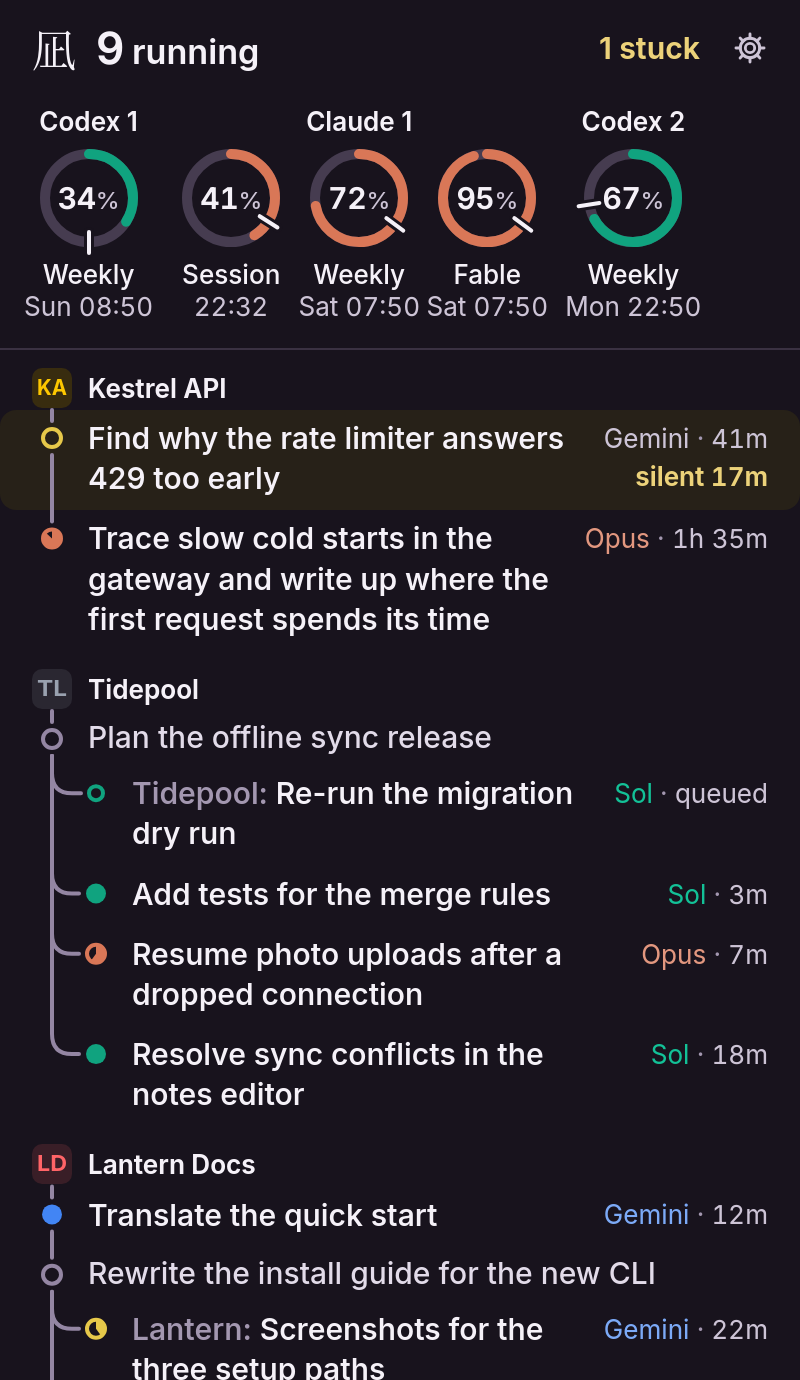 凪 9 running 1 stuck
Codex 1 Claude 1 Codex 2
34% 41% 72% 95% 67%
Weekly Session Weekly Fable Weekly
Sun 08:50 22:32 Sat 07:50 Sat 07:50 Mon 22:50
KA Kestrel API
Find why the rate limiter answers Gemini · 41m
429 too early silent 17m
Trace slow cold starts in the Opus · 1h 35m
gateway and write up where the
first request spends its time
TL Tidepool
Plan the offline sync release
Tidepool: Re-run the migration Sol · queued
dry run
Add tests for the merge rules Sol · 3m
Resume photo uploads after a Opus · 7m
dropped connection
Resolve sync conflicts in the Sol · 18m
notes editor
LD Lantern Docs
Translate the quick start Gemini · 12m
Rewrite the install guide for the new CLI
Lantern: Screenshots for the Gemini · 22m
three setup paths